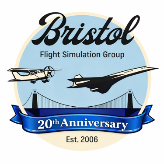 Bristol
Flight Simulation Group
20th Anniversary
Est. 2006